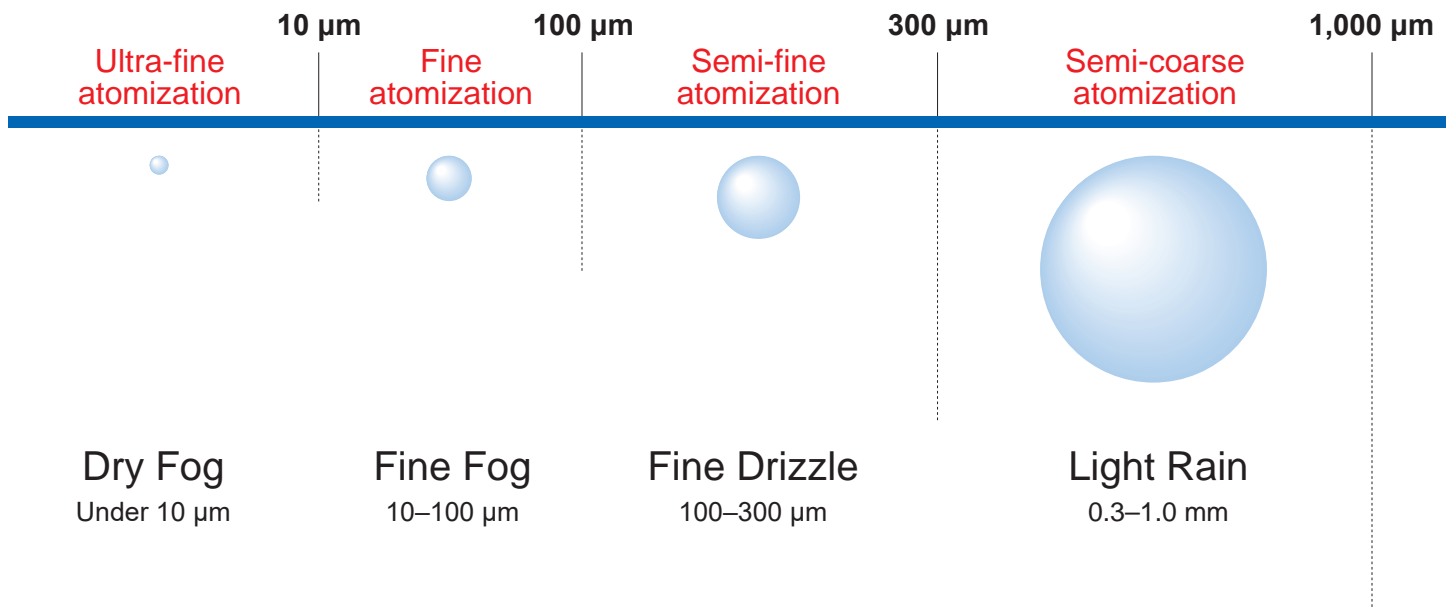 10 µm
100 µm
300 µm
1,000 µm
Ultra-fine
atomization
Fine
atomization
Semi-fine
atomization
Semi-coarse
atomization
Dry Fog
Under 10 µm
Fine Fog
10–100 µm
Fine Drizzle
100–300 µm
Light Rain
0.3–1.0 mm